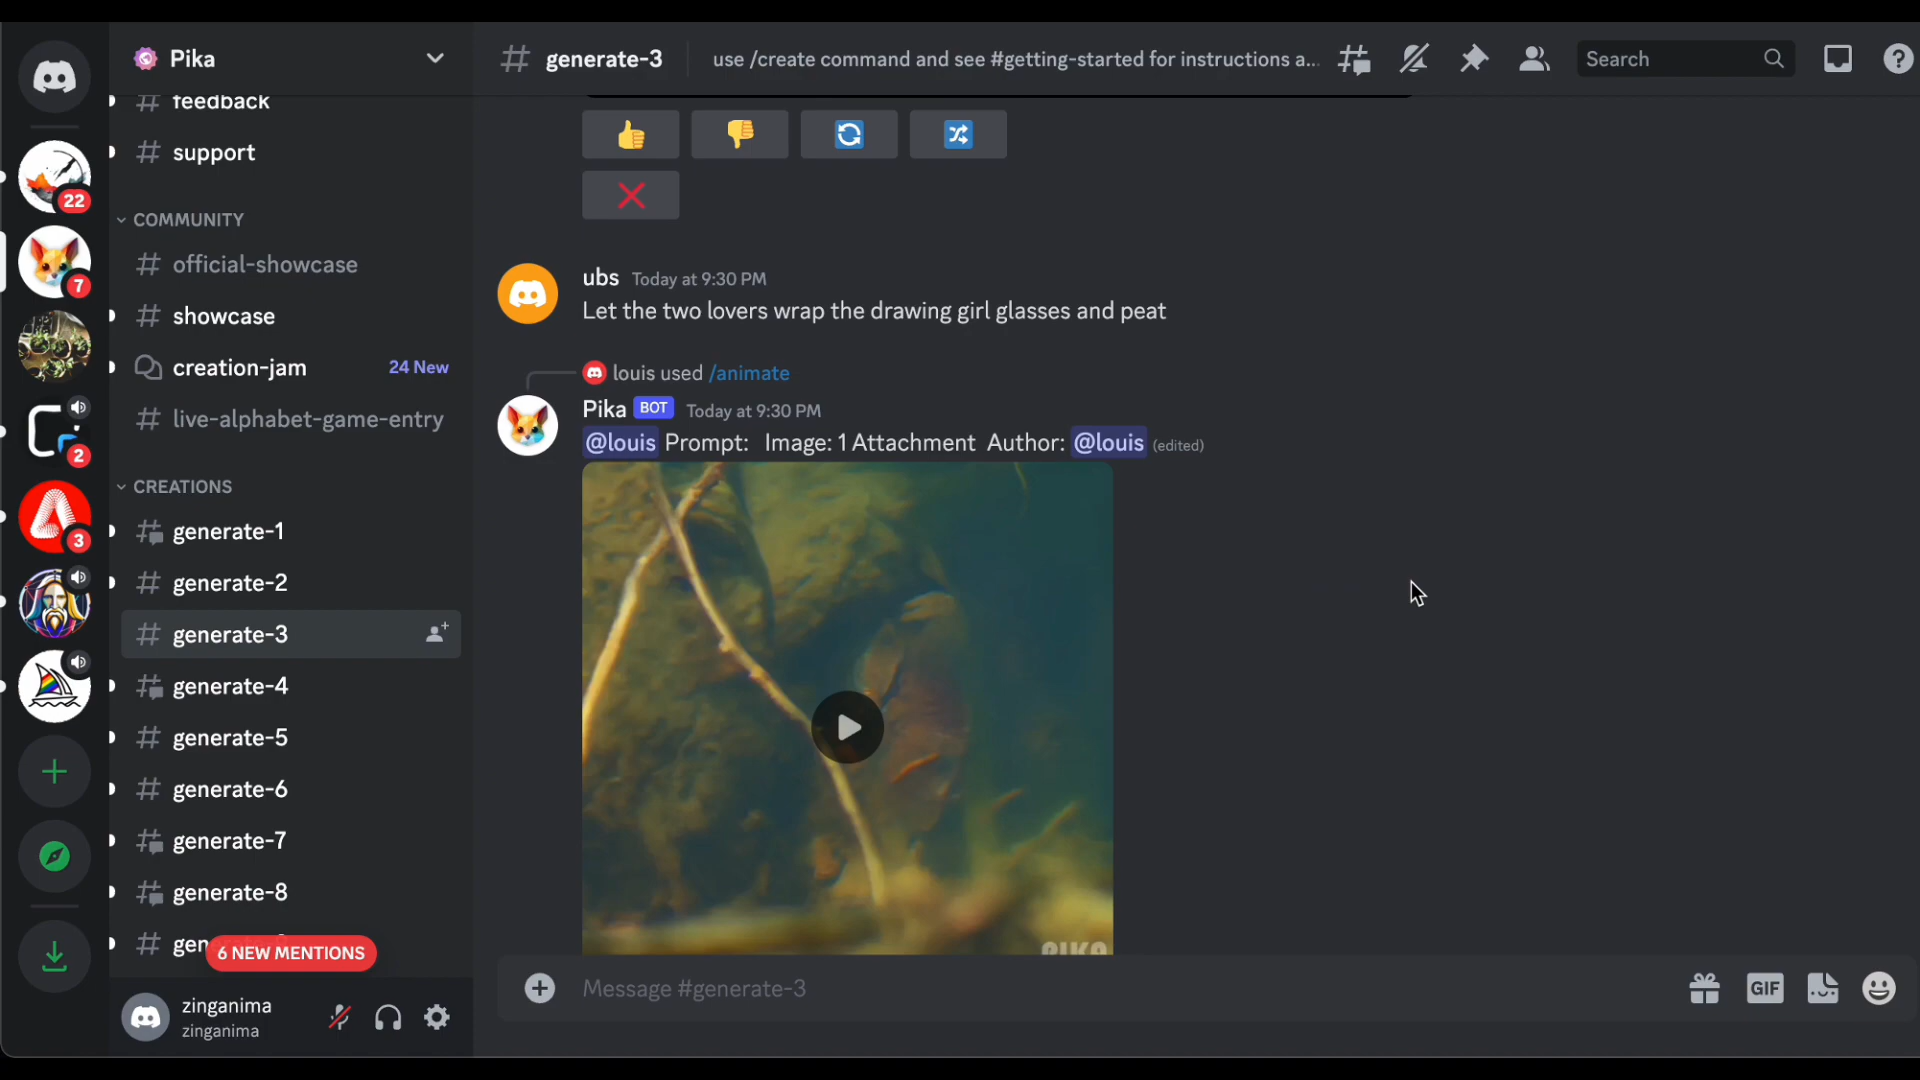 Pika
feedback
support
COMMUNITY
official-showcase
showcase
creation-jam 24 New
live-alphabet-game-entry
CREATIONS
generate-1
generate-2
generate-3
generate-4
generate-5
generate-6
generate-7
generate-8
gen
6 NEW MENTIONS
zinganima
zinganima
22
7
2
3
generate-3
use /create command and see #getting-started for instructions a...
Search
ubs Today at 9:30 PM
Let the two lovers wrap the drawing girl glasses and peat
louis used /animate
Pika BOT Today at 9:30 PM
@louis Prompt: Image: 1 Attachment Author: @louis (edited)
PIKA
Message #generate-3
GIF